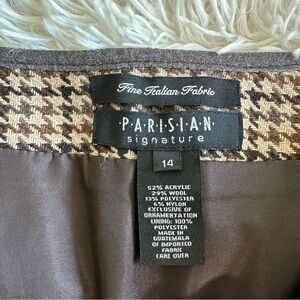 Fine Italian Fabric
PARISIAN
signature
14
52% ACRYLIC
29% WOOL
13% POLYESTER
6% NYLON
EXCLUSIVE OF
ORNAMENTATION
LINING: 100%
POLYESTER
MADE IN
GUATEMALA
OF IMPORTED
FABRIC
CARE OVER